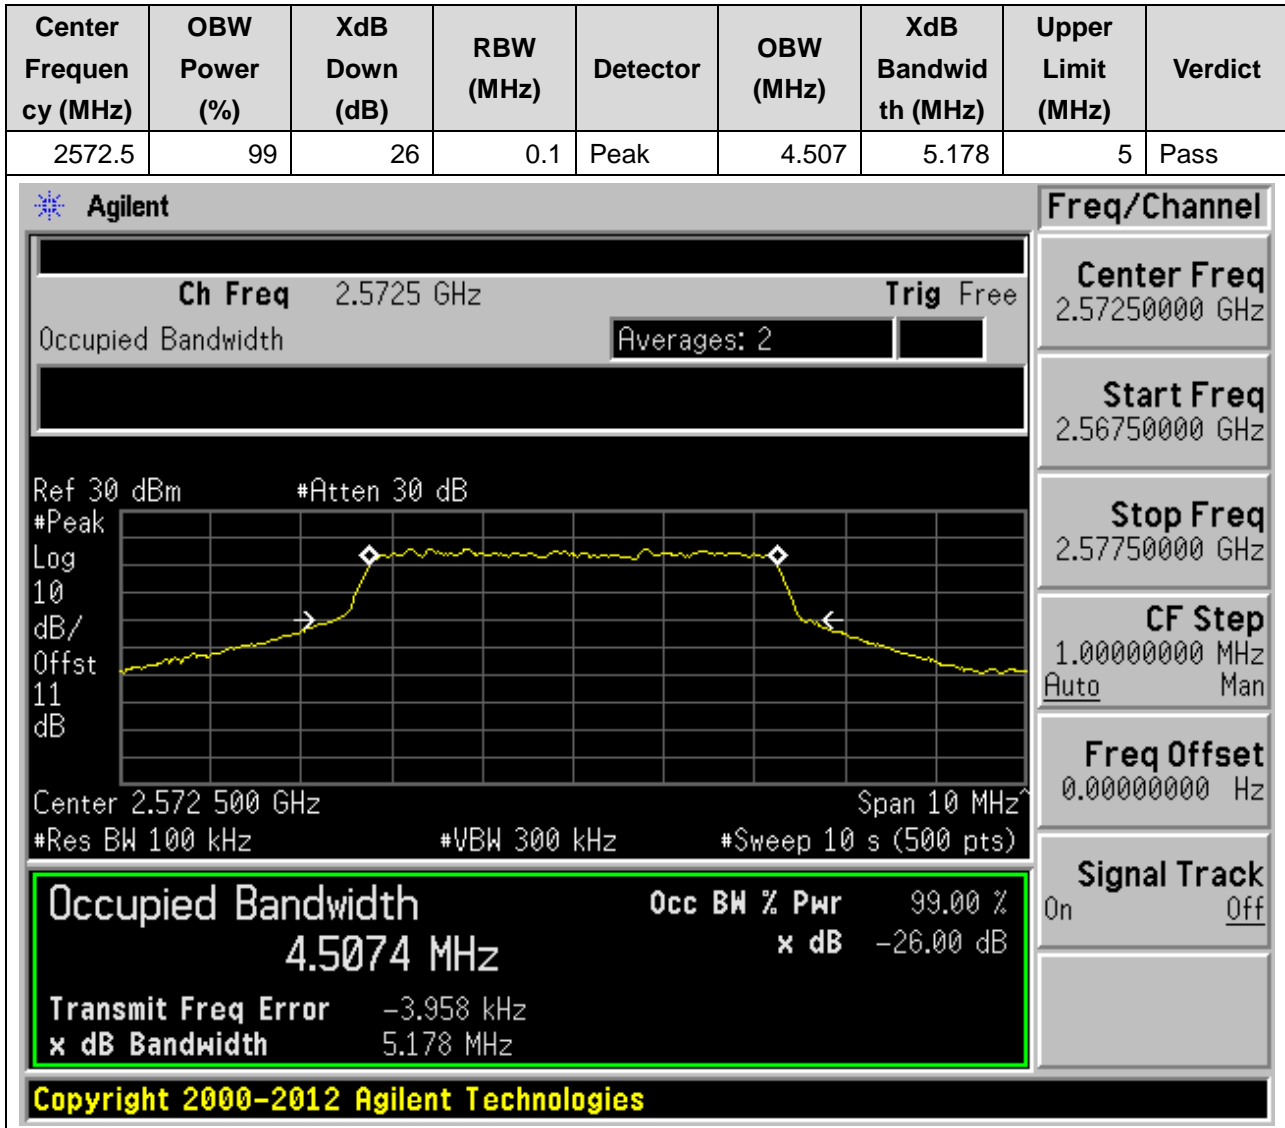 Center Frequency (MHz) OBW Power (%) XdB Down (dB) RBW (MHz) Detector OBW (MHz) XdB Bandwidth (MHz) Upper Limit (MHz) Verdict
2572.5 99 26 0.1 Peak 4.507 5.178 5 Pass
Agilent
Freq/Channel
Ch Freq 2.5725 GHz Trig Free
Occupied Bandwidth Averages: 2
Center Freq
2.57250000 GHz
Start Freq
2.56750000 GHz
Stop Freq
2.57750000 GHz
CF Step
1.00000000 MHz
Auto Man
Freq Offset
0.00000000 Hz
Signal Track
On Off
Ref 30 dBm #Atten 30 dB
#Peak
Log
10
dB/
Offst
11
dB
Center 2.572 500 GHz Span 10 MHz^
#Res BW 100 kHz #VBW 300 kHz #Sweep 10 s (500 pts)
Occupied Bandwidth Occ BW % Pwr 99.00 %
4.5074 MHz x dB -26.00 dB
Transmit Freq Error -3.958 kHz
x dB Bandwidth 5.178 MHz
Copyright 2000-2012 Agilent Technologies